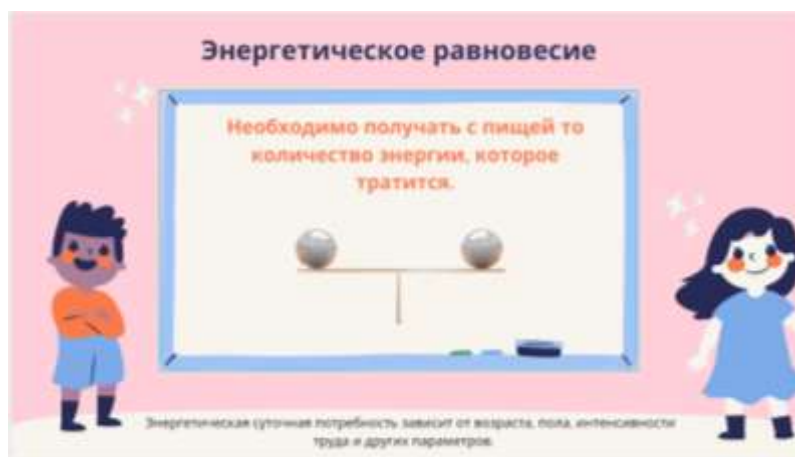 Энергетическое равновесие
Необходимо получать с пищей то
количество энергии, которое
тратится.
Энергетическая суточная потребность зависит от возраста, пола, интенсивности
труда и других параметров.